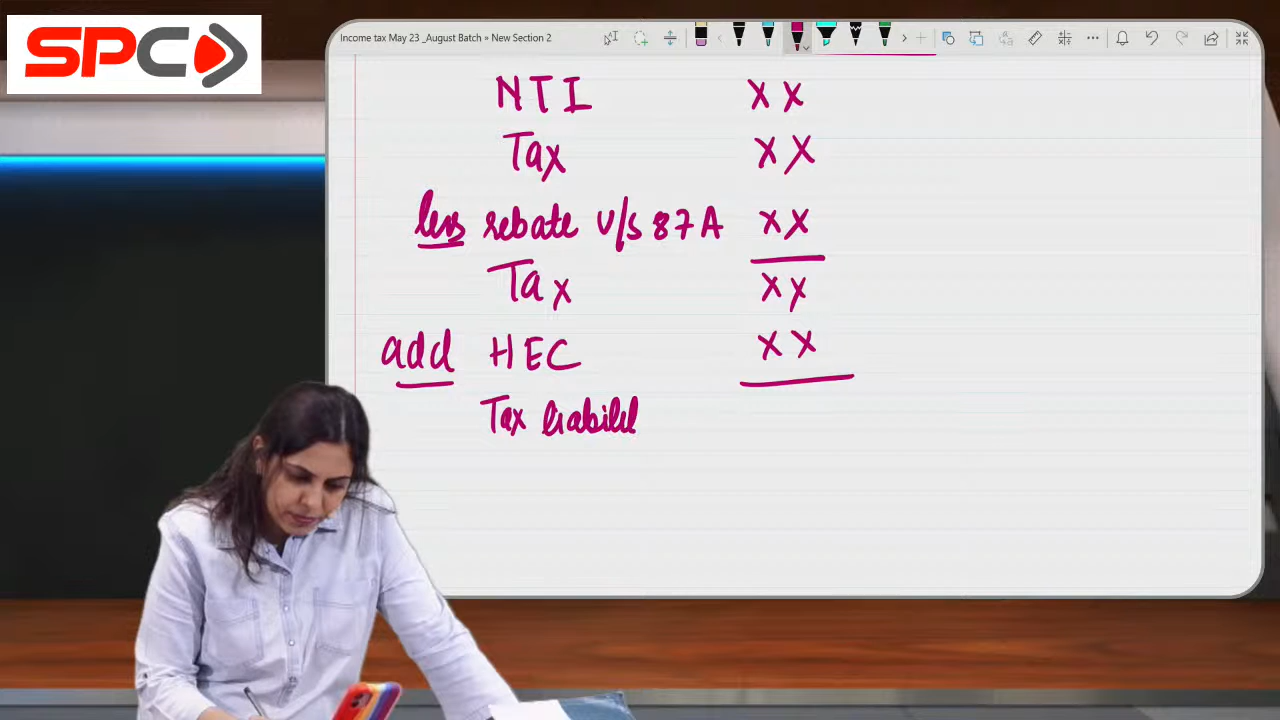 SPC
Income tax May 23 _August Batch » New Section 2
NTI XX
Tax XX
less rebate U/S 87A XX
Tax XX
add HEC XX
Tax liabilit